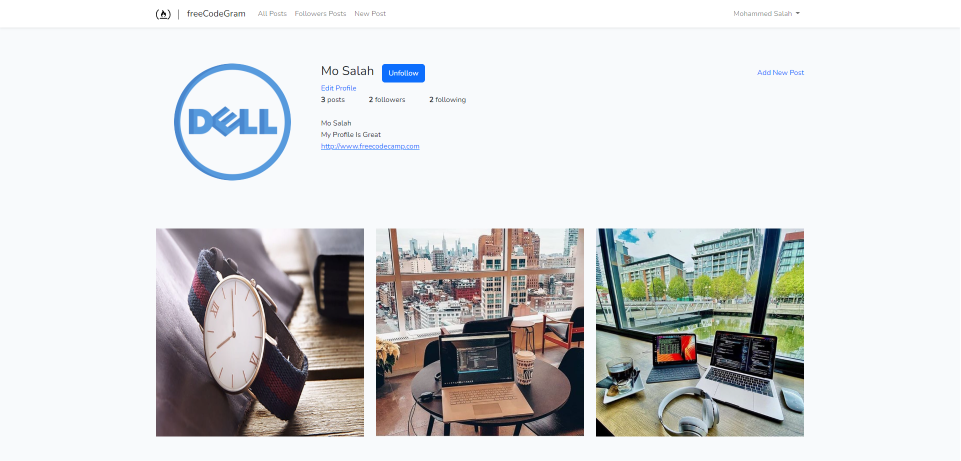 freeCodeGram All Posts Followers Posts New Post Mohammed Salah
Mo Salah Unfollow Add New Post
Edit Profile
3 posts 2 followers 2 following
Mo Salah
My Profile Is Great
http://www.freecodecamp.com
DELL